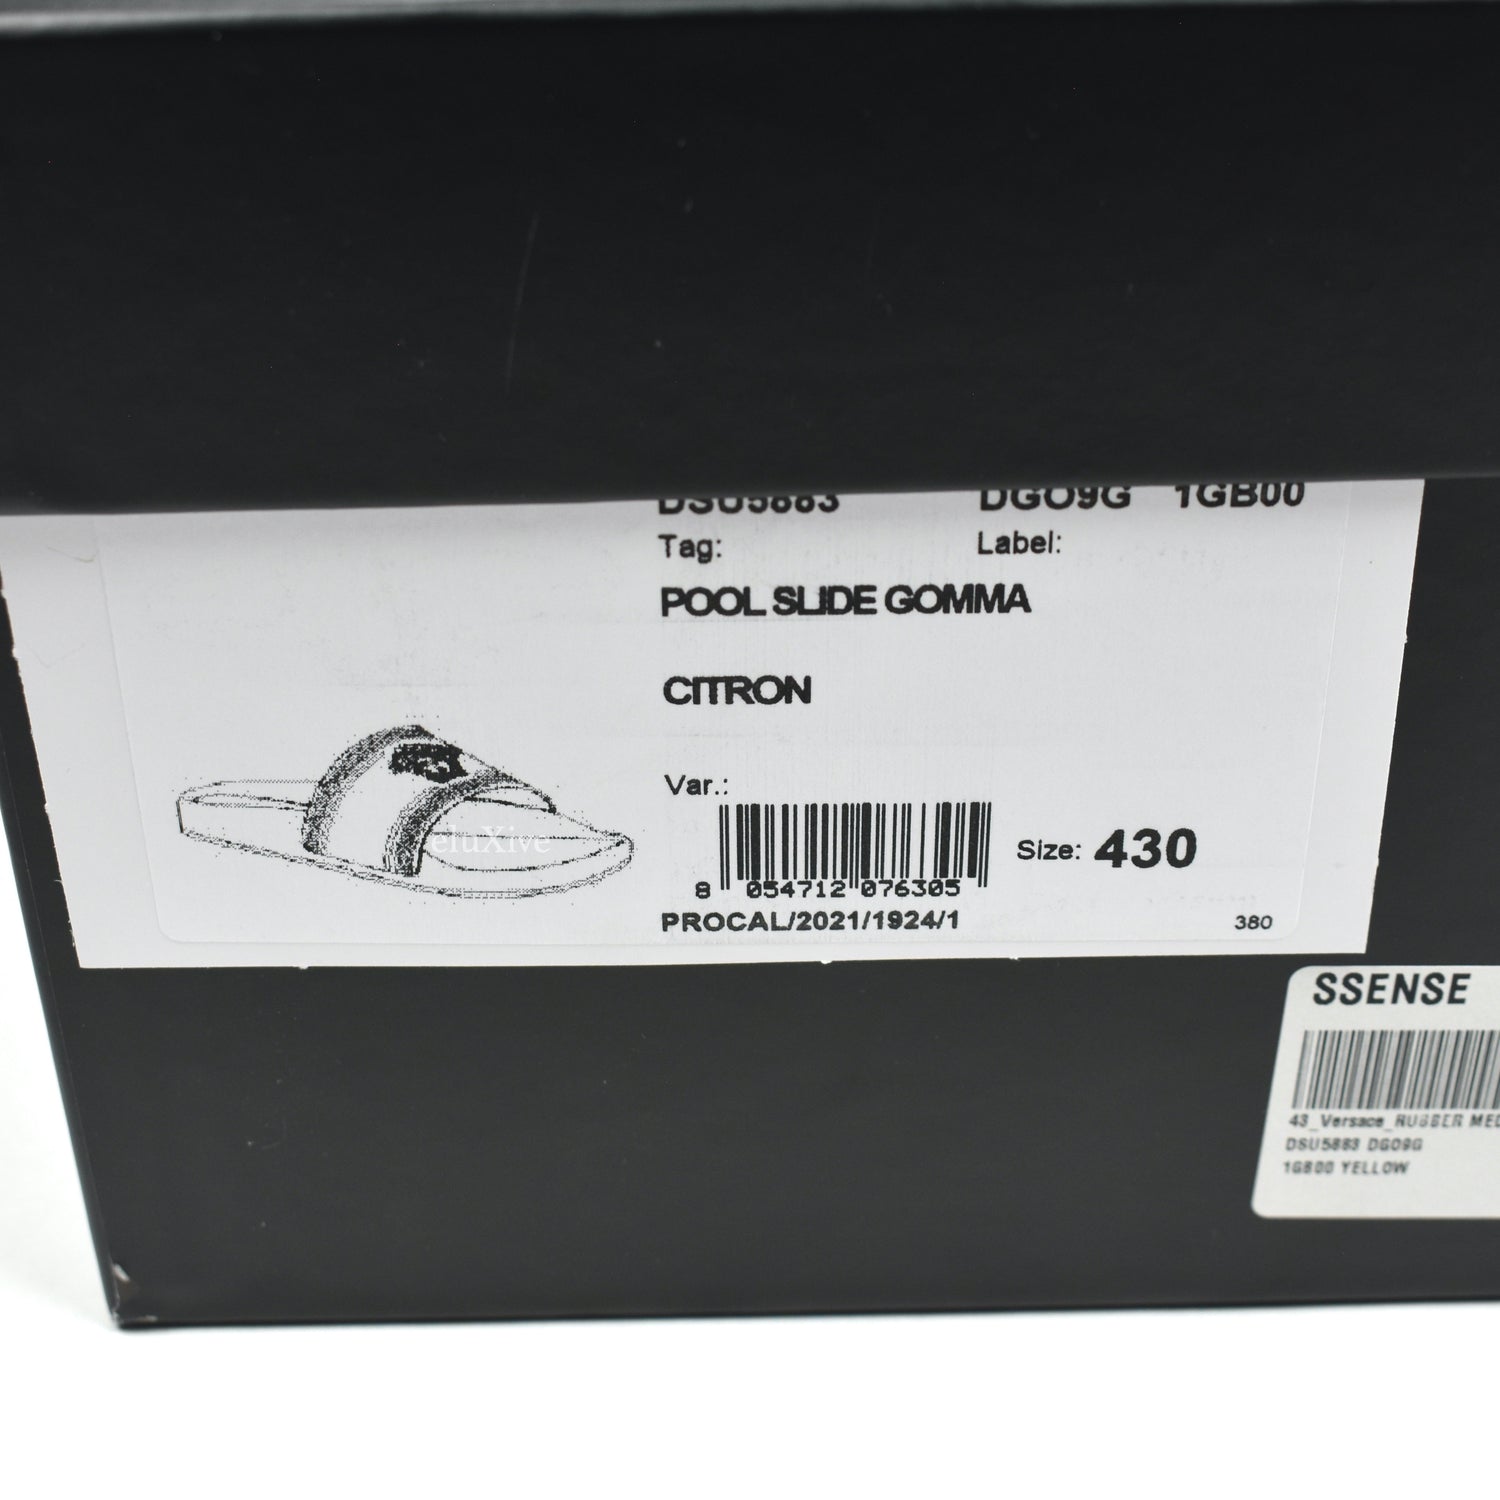 DSU5883 DGO9G 1GB00
Tag: Label:
POOL SLIDE GOMMA
CITRON
Var.:
eluXive
Size: 430
8 054712 076305
PROCAL/2021/1924/1
380
SSENSE
43_Versace_RUBBER MED
DSU5883 DGO9G
1GB00 YELLOW